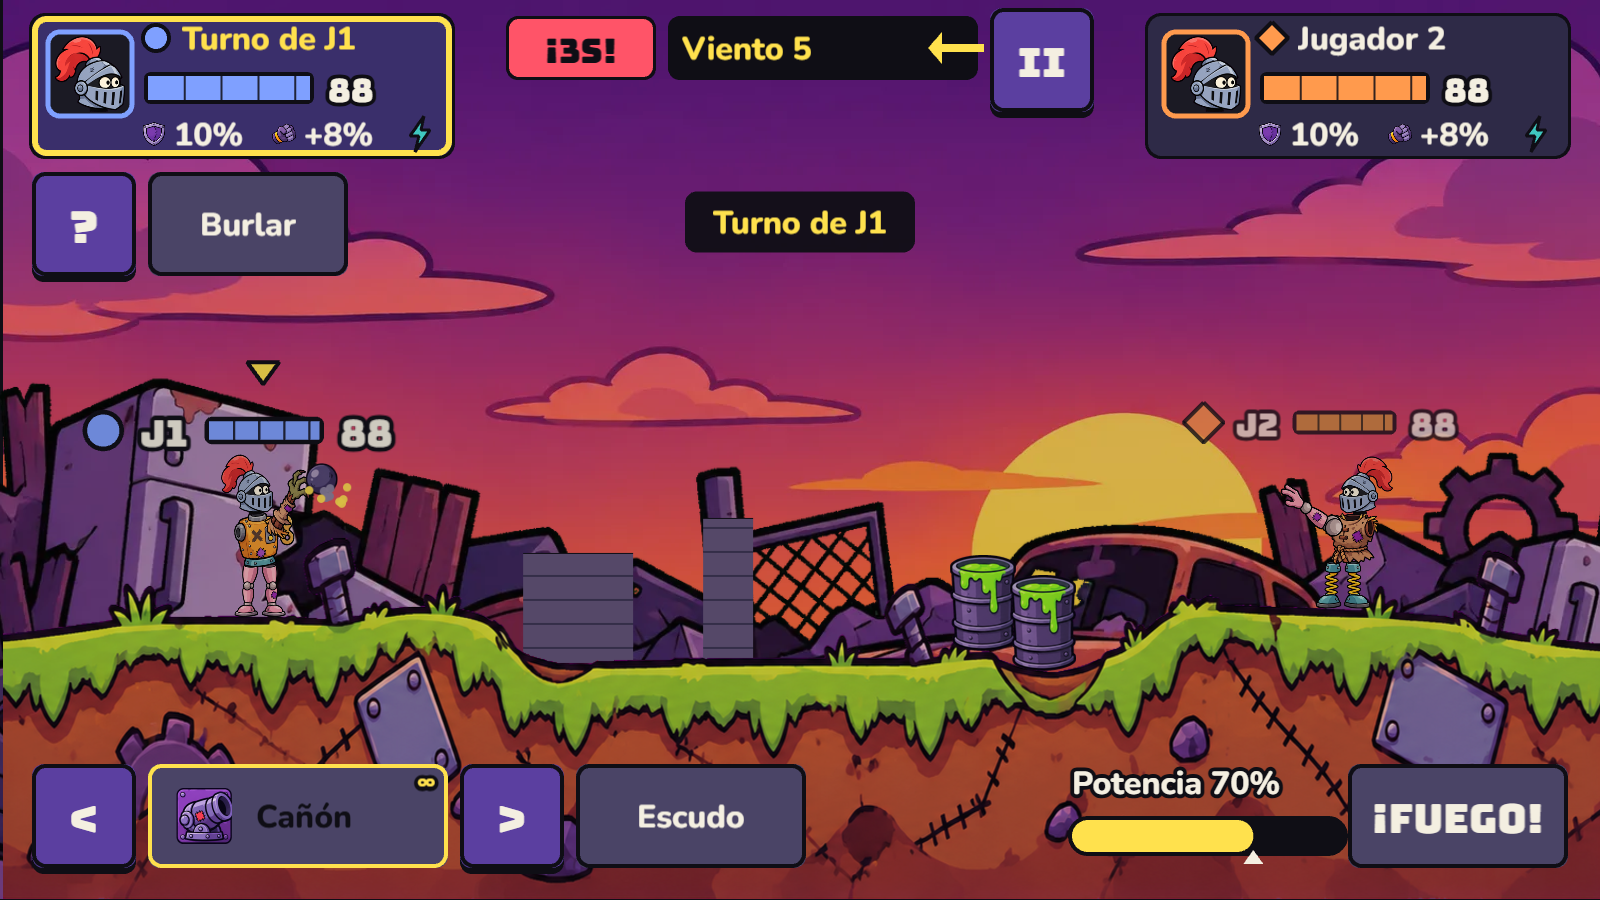 Turno de J1
88
10% +8%
¡3S!
Viento 5
II
Jugador 2
88
10% +8%
?
Burlar
Turno de J1
J1 88
J2 88
<
Cañón
∞
>
Escudo
Potencia 70%
¡FUEGO!